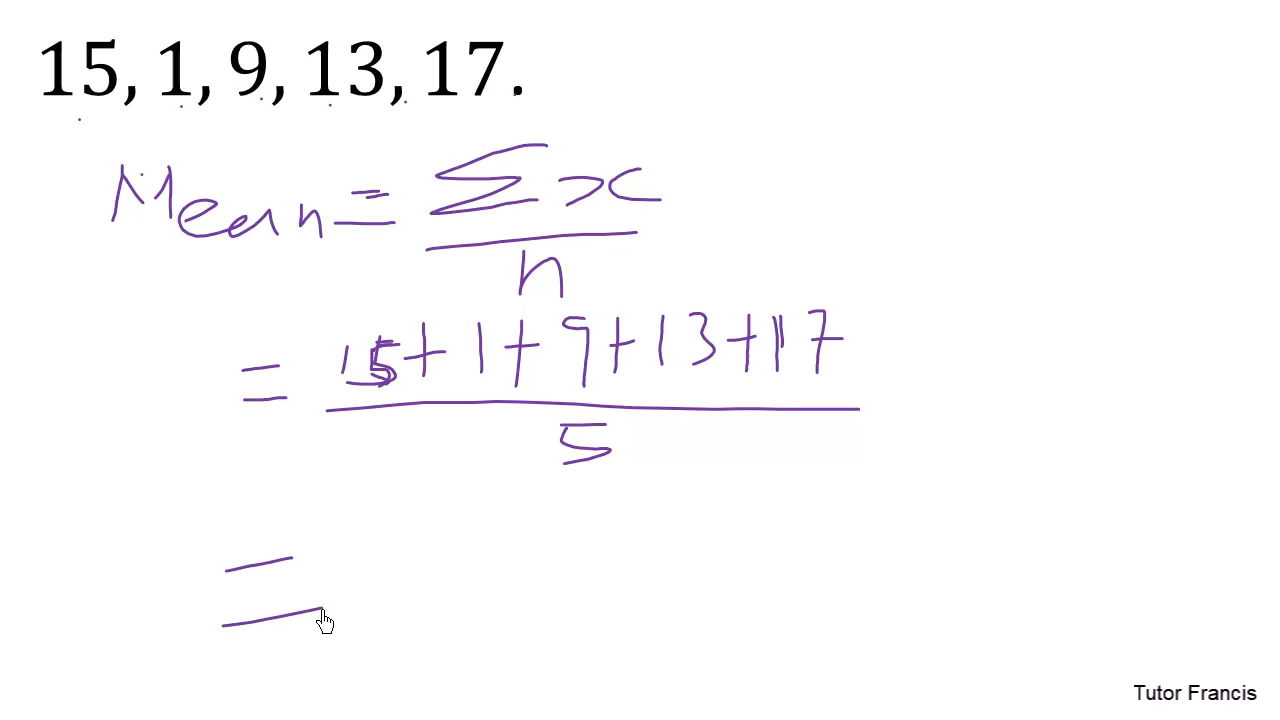 15, 1, 9, 13, 17.
Mean = Σx
n
= 15+1+9+13+17
5
=
Tutor Francis